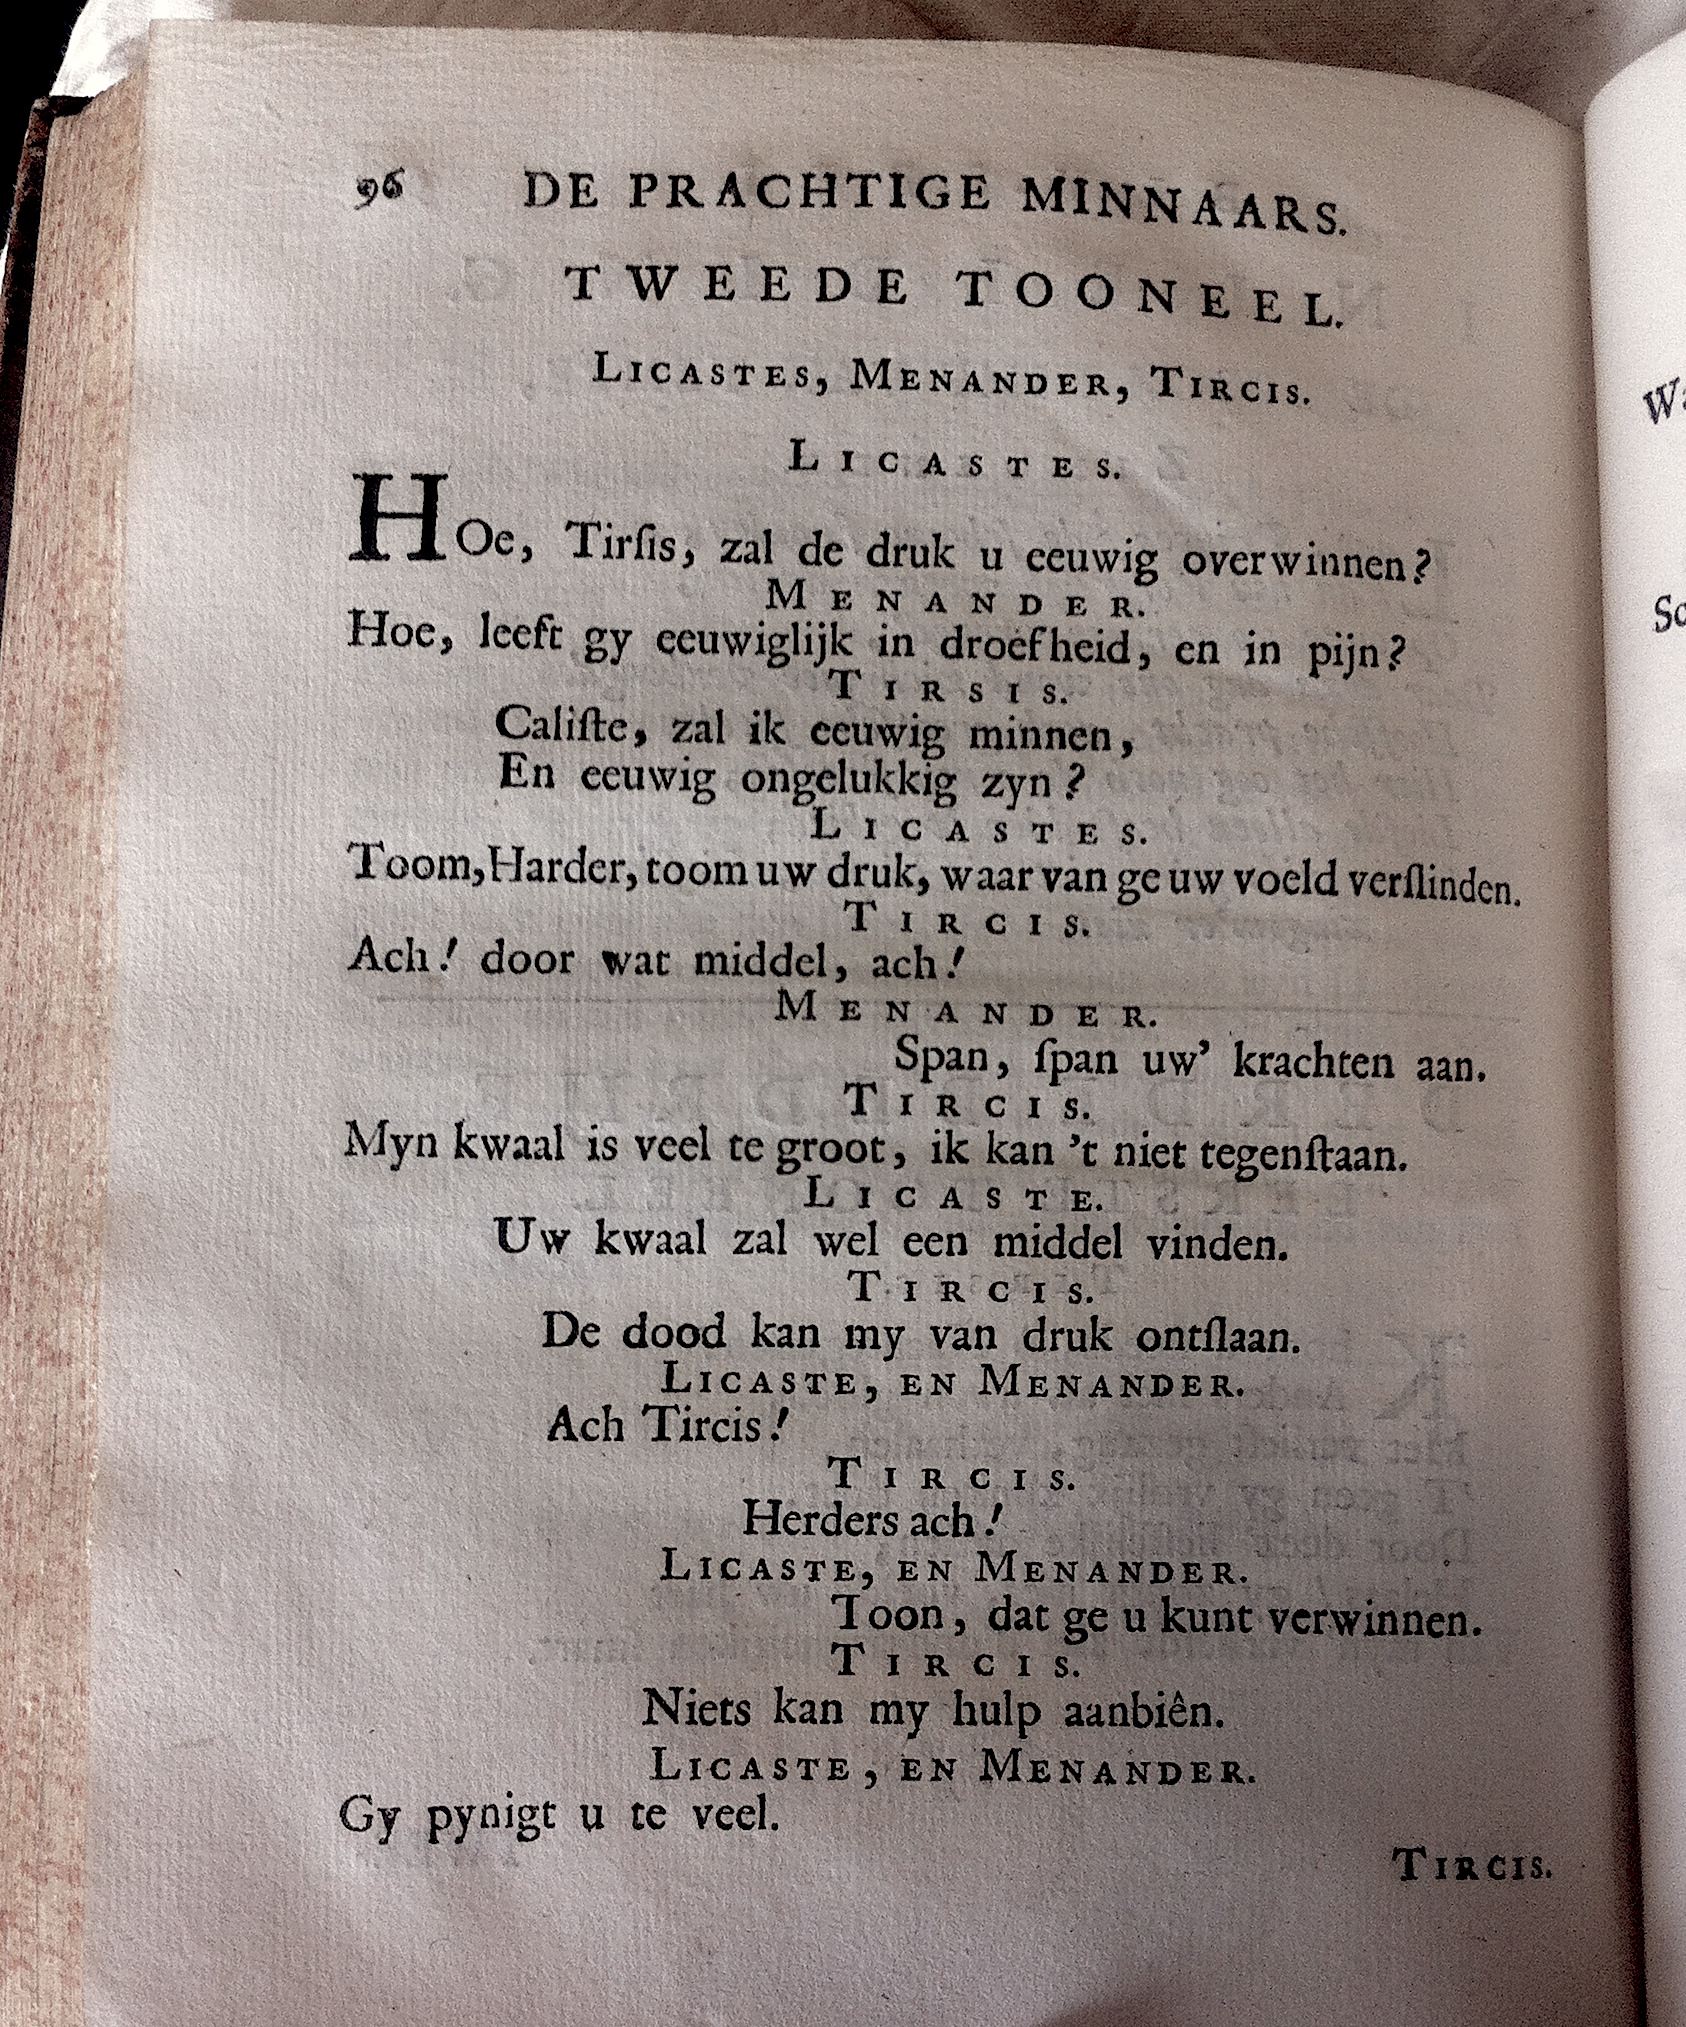 96 DE PRACHTIGE MINNAARS.
TWEEDE TOONEEL.
LICASTES, MENANDER, TIRCIS.
LICASTES.
HOe, Tirſis, zal de druk u eeuwig overwinnen?
MENANDER.
Hoe, leeft gy eeuwiglijk in droefheid, en in pijn?
TIRSIS.
Caliſte, zal ik eeuwig minnen,
En eeuwig ongelukkig zyn?
LICASTES.
Toom, Harder, toom uw druk, waar van ge uw voeld verſlinden.
TIRCIS.
Ach! door wat middel, ach!
MENANDER.
Span, ſpan uw' krachten aan.
TIRCIS.
Myn kwaal is veel te groot, ik kan 't niet tegenſtaan.
LICASTE.
Uw kwaal zal wel een middel vinden.
TIRCIS.
De dood kan my van druk ontſlaan.
LICASTE, EN MENANDER.
Ach Tircis!
TIRCIS.
Herders ach!
LICASTE, EN MENANDER.
Toon, dat ge u kunt verwinnen.
TIRCIS.
Niets kan my hulp aanbiên.
LICASTE, EN MENANDER.
Gy pynigt u te veel.
TIRCIS.